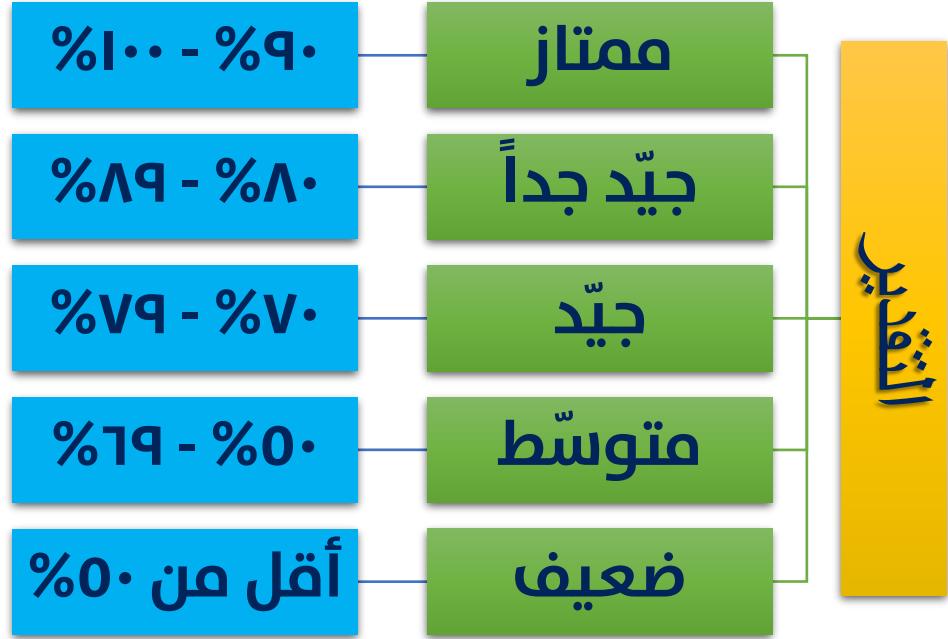 التقدير
ممتاز
٩٠% - ١٠٠%
جيّد جداً
٨٠% - ٨٩%
جيّد
٧٠% - ٧٩%
متوسّط
٥٠% - ٦٩%
ضعيف
أقل من ٥٠%